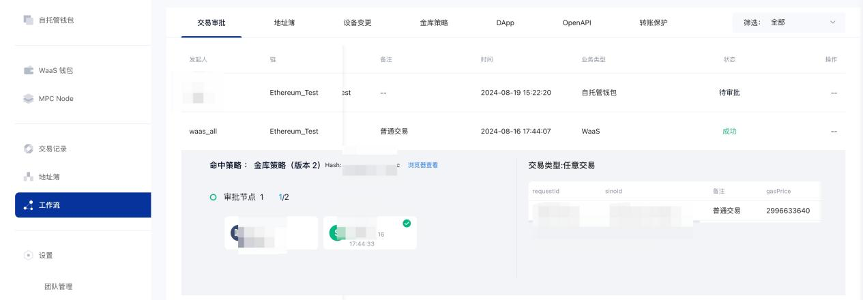 自托管钱包
WaaS 钱包
MPC Node
交易记录
地址簿
工作流
设置
团队管理
交易审批 地址簿 设备变更 金库策略 DApp OpenAPI 转账保护 筛选: 全部
发起人 链 备注 时间 业务类型 状态 操作
Ethereum_Test est -- 2024-08-19 15:22:20 自托管钱包 待审批 --
waas_all Ethereum_Test 普通交易 2024-08-16 17:44:07 WaaS 成功 --
命中策略: 金库策略(版本 2) Hash: c 浏览器查看
审批节点 1 1/2
16
17:44:33
交易类型:任意交易
requestId sinoId 备注 gasPrice
普通交易 2996633640